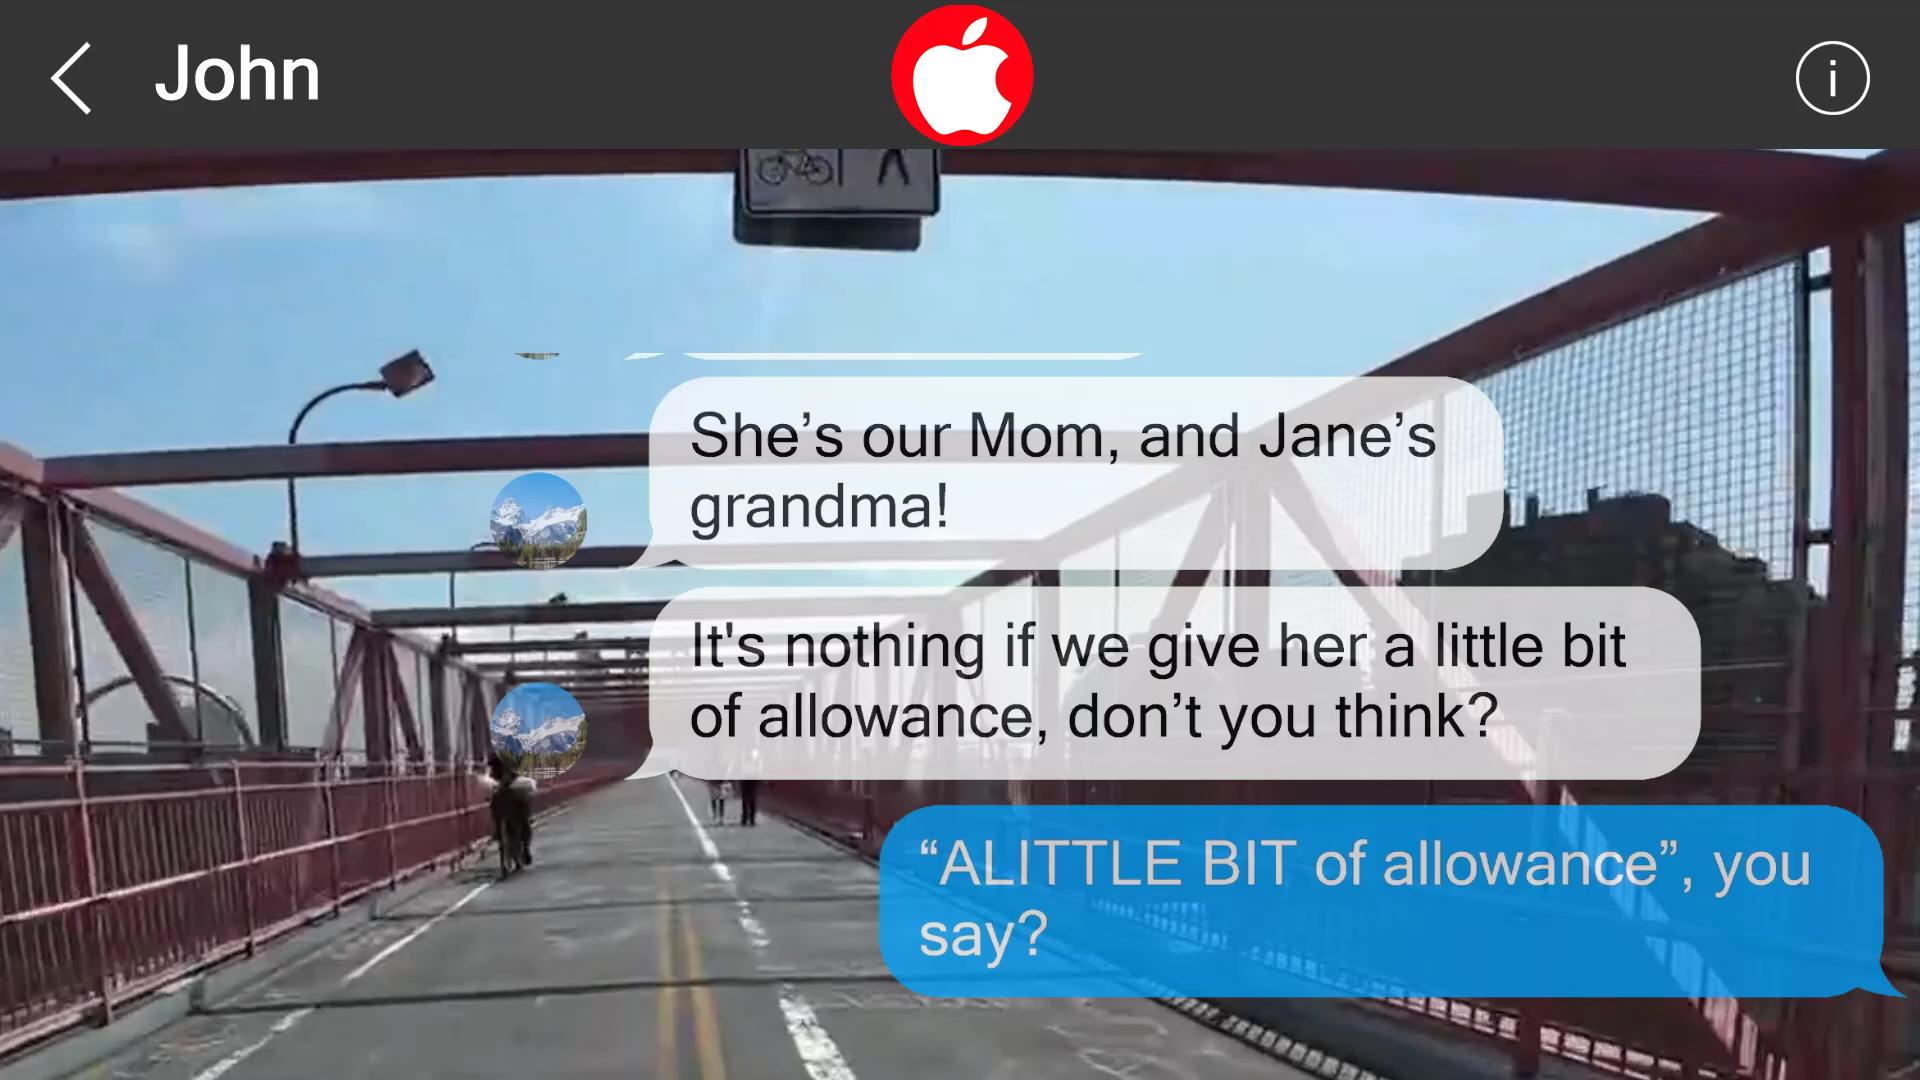 John
She’s our Mom, and Jane’s
grandma!
It's nothing if we give her a little bit
of allowance, don’t you think?
“ALITTLE BIT of allowance”, you
say?